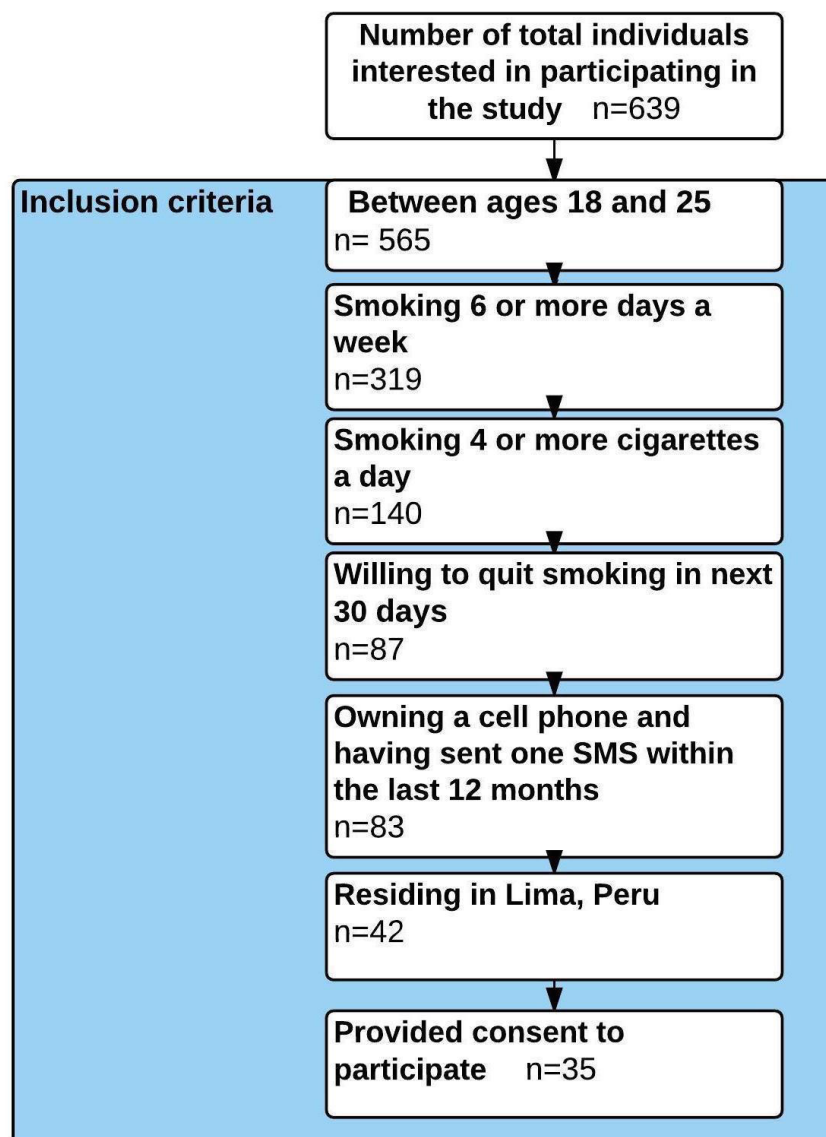 Number of total individuals
interested in participating in
the study n=639
Inclusion criteria
Between ages 18 and 25
n= 565
Smoking 6 or more days a
week
n=319
Smoking 4 or more cigarettes
a day
n=140
Willing to quit smoking in next
30 days
n=87
Owning a cell phone and
having sent one SMS within
the last 12 months
n=83
Residing in Lima, Peru
n=42
Provided consent to
participate n=35